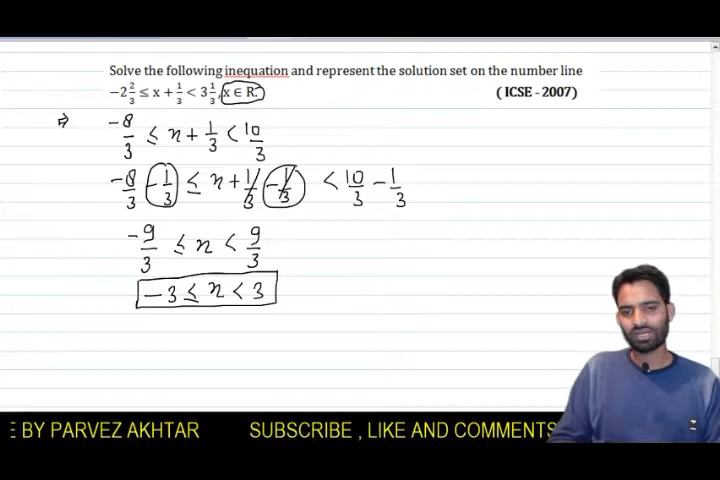 Solve the following inequation and represent the solution set on the number line
−2 2/3 ≤ x + 1/3 < 3 1/3, x ∈ R. ( ICSE - 2007)
⇒ -8/3 ≤ x + 1/3 < 10/3
-8/3 - 1/3 ≤ x + 1/3 - 1/3 < 10/3 - 1/3
-9/3 ≤ x < 9/3
-3 ≤ x < 3
E BY PARVEZ AKHTAR SUBSCRIBE , LIKE AND COMMENTS